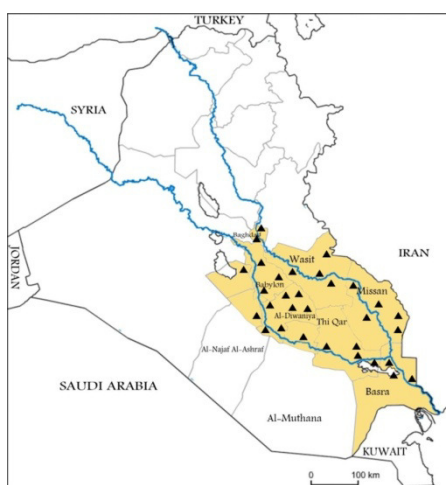 TURKEY
SYRIA
Baghdad
Wasit
IRAN
JORDAN
Babylon
Missan
Al-Diwaniya
Thi Qar
Al-Najaf Al-Ashraf
SAUDI ARABIA
Basra
Al-Muthana
KUWAIT
0 100 km